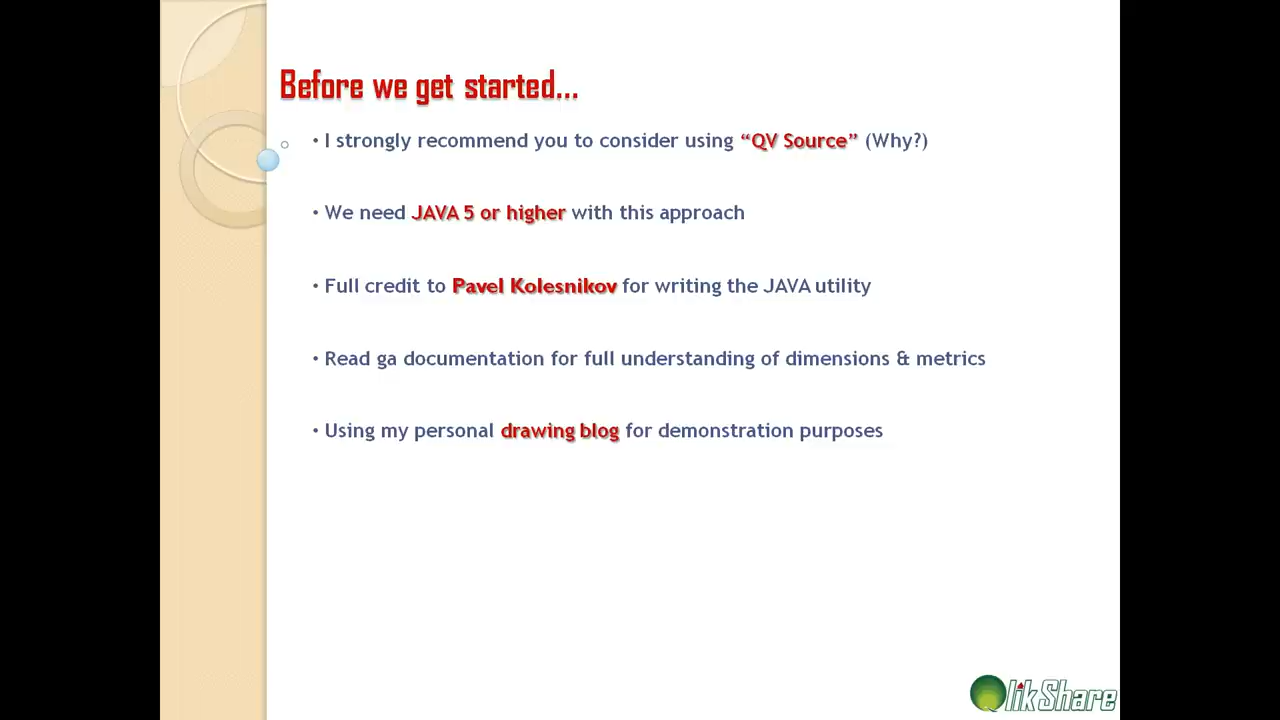 Before we get started...
• I strongly recommend you to consider using “QV Source” (Why?)
• We need JAVA 5 or higher with this approach
• Full credit to Pavel Kolesnikov for writing the JAVA utility
• Read ga documentation for full understanding of dimensions & metrics
• Using my personal drawing blog for demonstration purposes
QlikShare